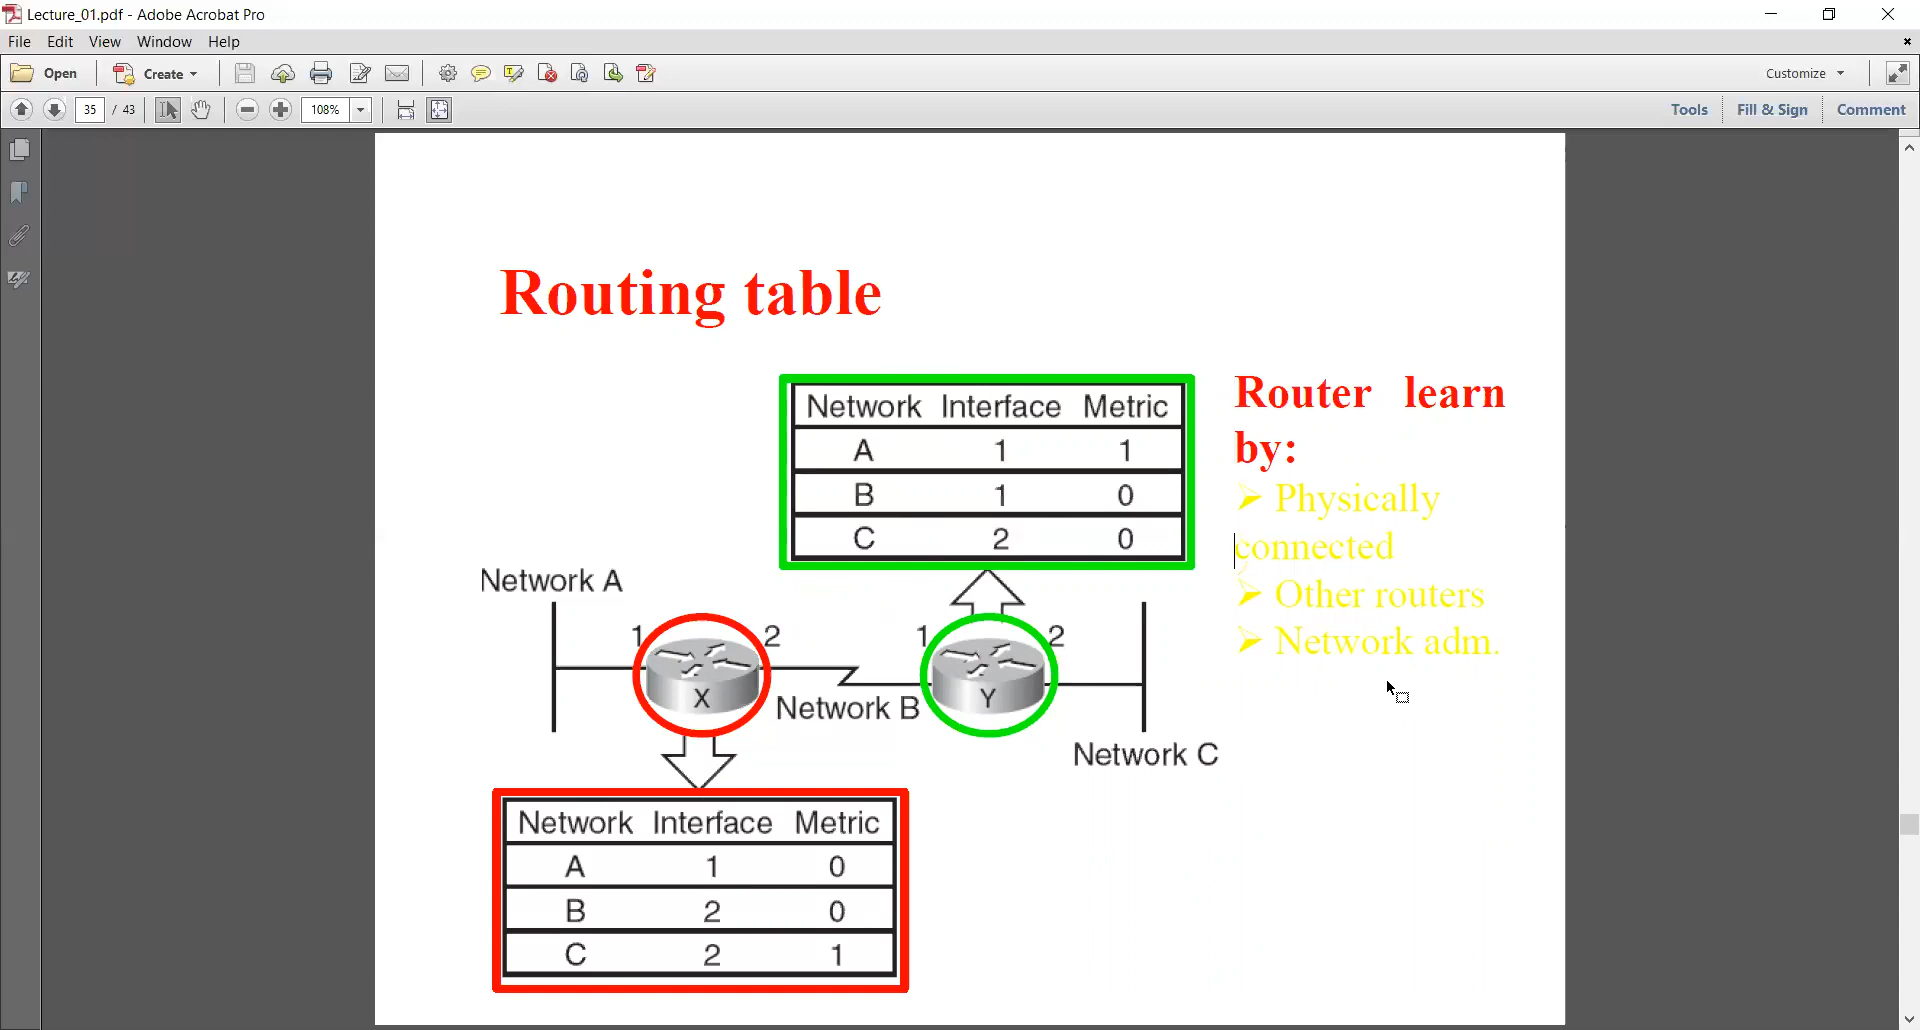 Lecture_01.pdf - Adobe Acrobat Pro
File Edit View Window Help
Open Create Customize
35 / 43 108% Tools Fill & Sign Comment
Routing table
Network Interface Metric
A 1 1
B 1 0
C 2 0
Router learn
by:
Physically
connected
Other routers
Network adm.
Network A
1 2 1 2
X Y
Network B
Network C
Network Interface Metric
A 1 0
B 2 0
C 2 1